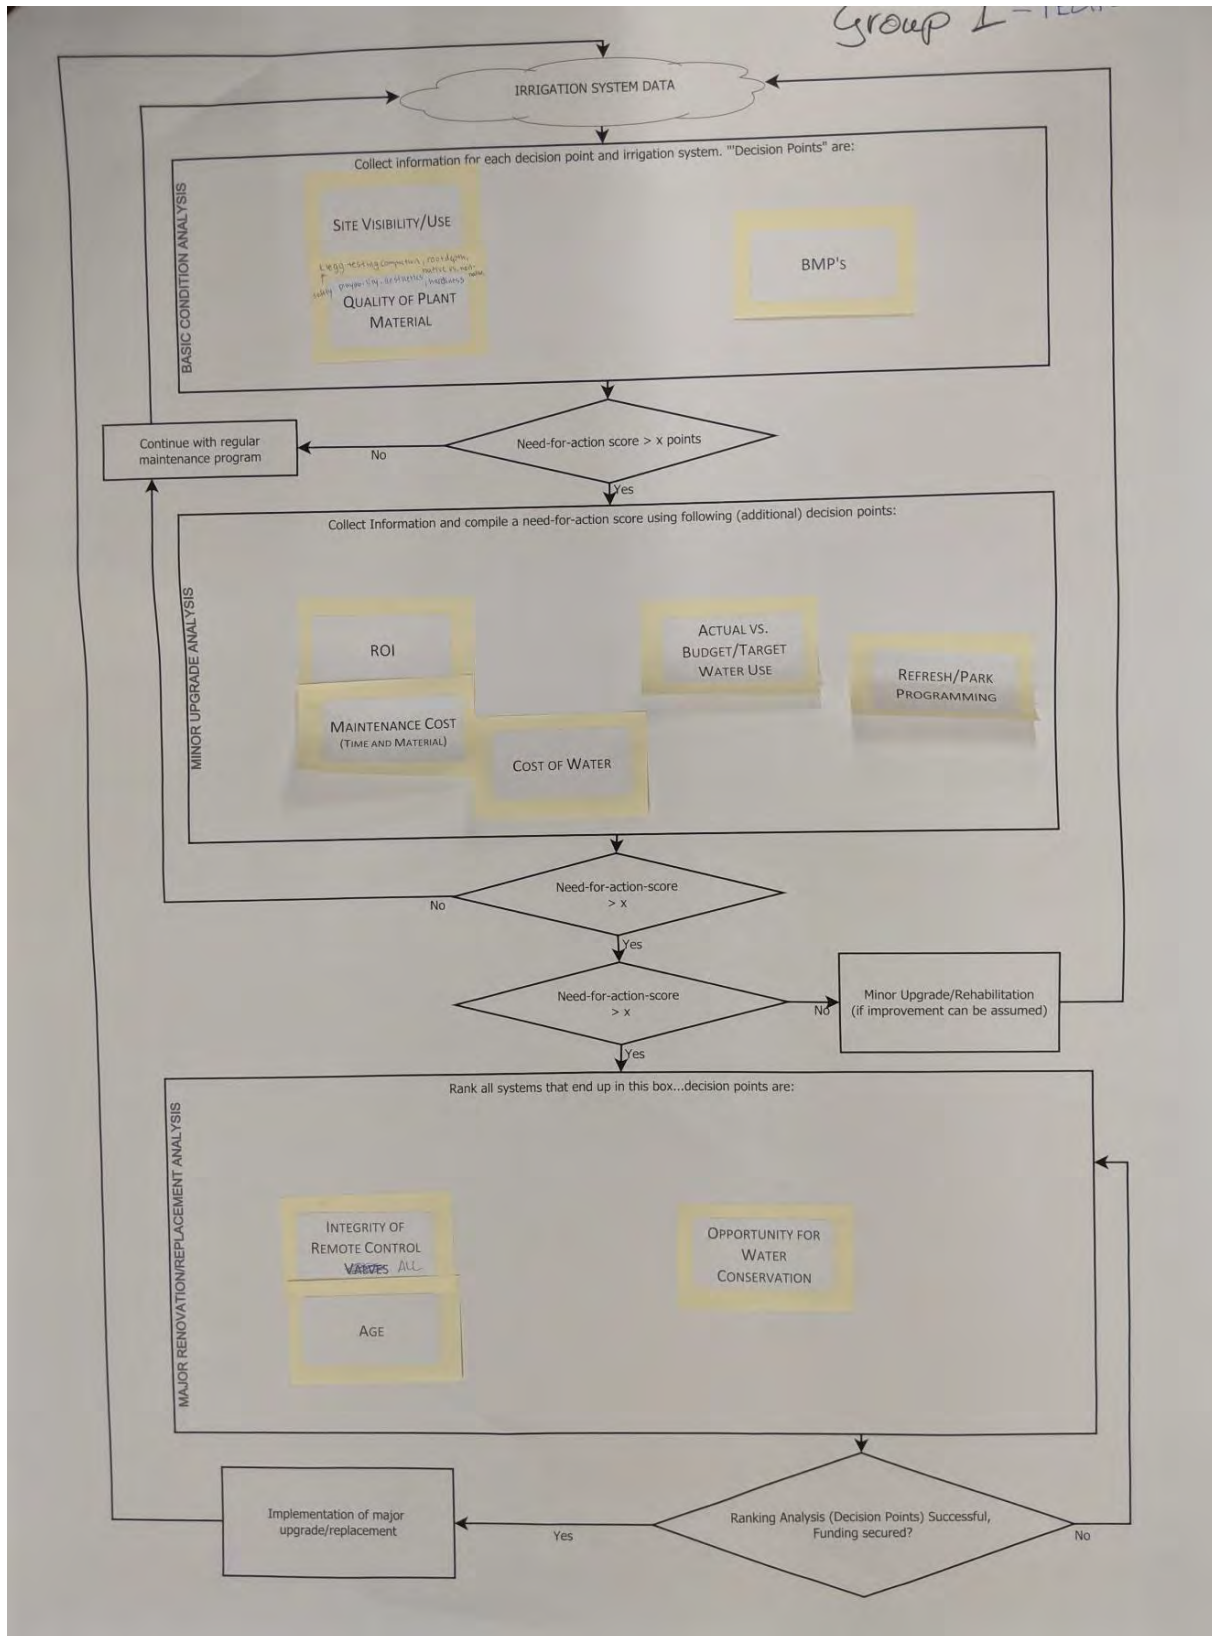 Group 1 -
IRRIGATION SYSTEM DATA
Collect information for each decision point and irrigation system. "'Decision Points" are:
BASIC CONDITION ANALYSIS
SITE VISIBILITY/USE
BMP's
QUALITY OF PLANT
MATERIAL
Need-for-action score > x points
No
Continue with regular
maintenance program
Yes
Collect Information and compile a need-for-action score using following (additional) decision points:
MINOR UPGRADE ANALYSIS
ROI
MAINTENANCE COST
(TIME AND MATERIAL)
COST OF WATER
ACTUAL VS.
BUDGET/TARGET
WATER USE
REFRESH/PARK
PROGRAMMING
Need-for-action-score
> x
No
Yes
Need-for-action-score
> x
No
Minor Upgrade/Rehabilitation
(if improvement can be assumed)
Yes
Rank all systems that end up in this box...decision points are:
MAJOR RENOVATION/REPLACEMENT ANALYSIS
INTEGRITY OF
REMOTE CONTROL
VALVES ALL
AGE
OPPORTUNITY FOR
WATER
CONSERVATION
Ranking Analysis (Decision Points) Successful,
Funding secured?
No
Yes
Implementation of major
upgrade/replacement